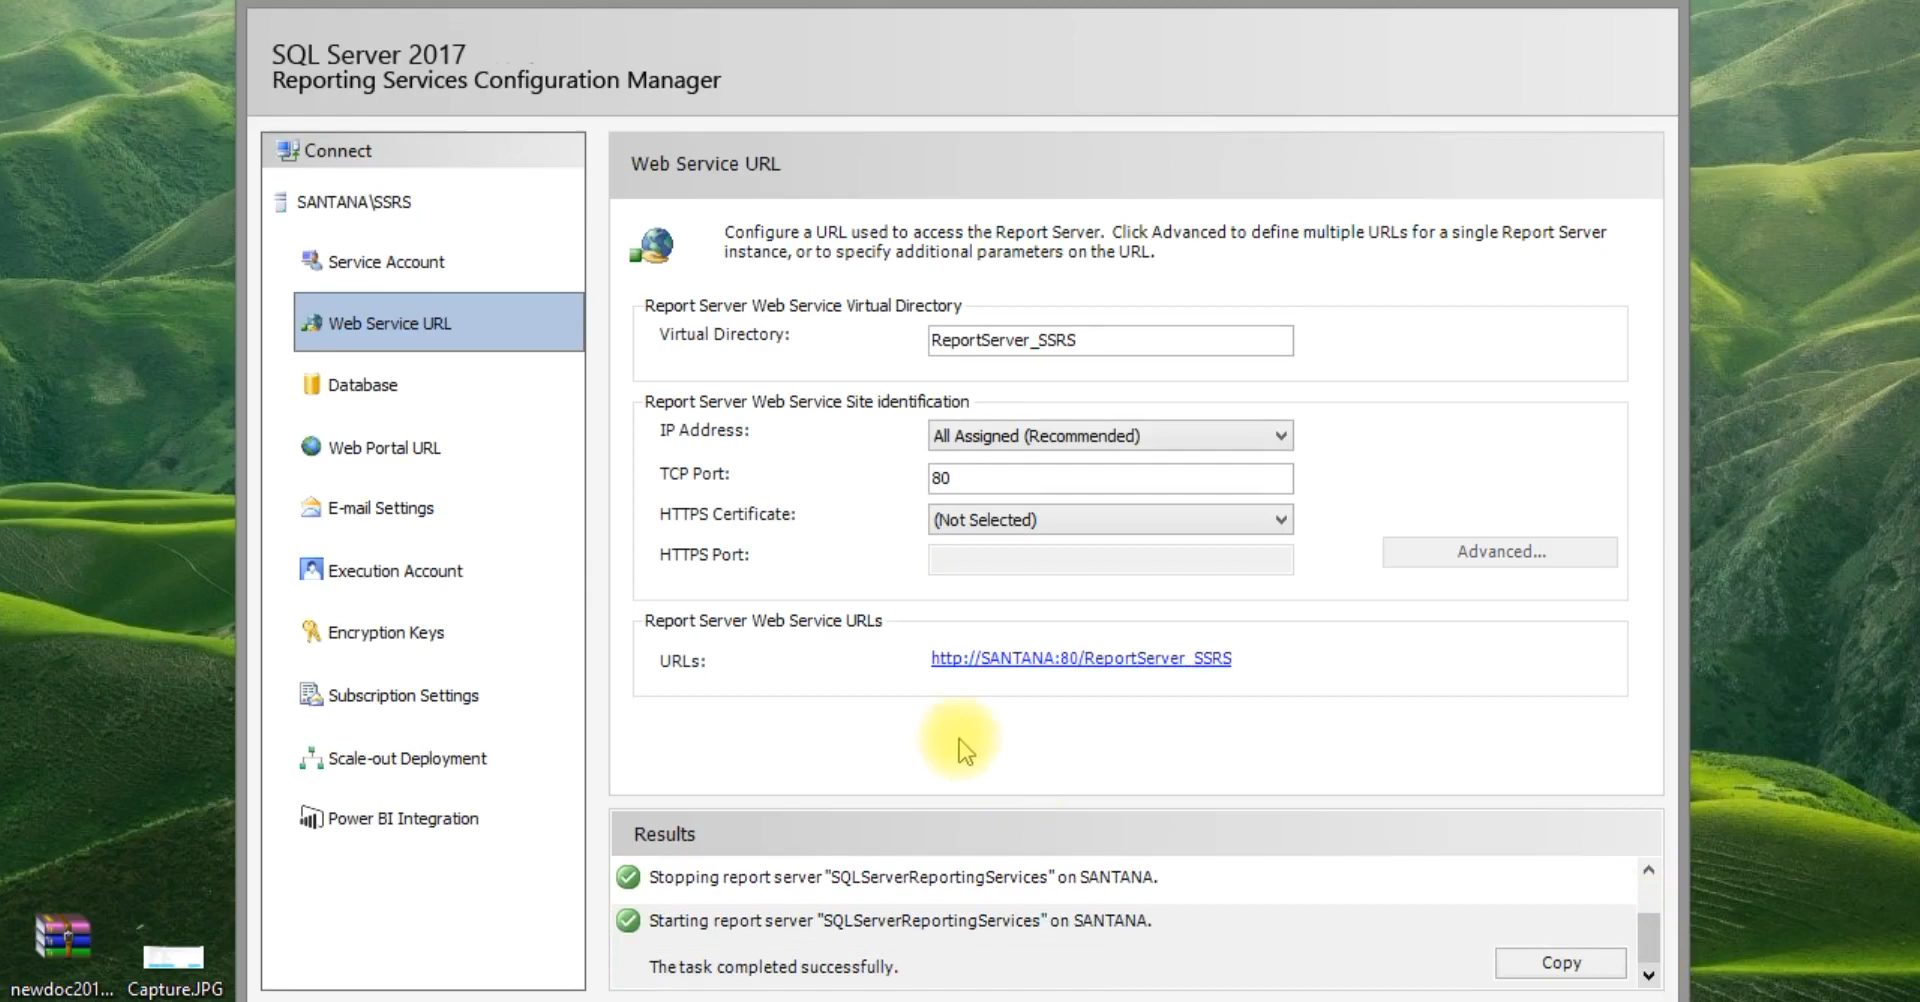 SQL Server 2017
Reporting Services Configuration Manager
Connect
SANTANA\SSRS
Service Account
Web Service URL
Database
Web Portal URL
E-mail Settings
Execution Account
Encryption Keys
Subscription Settings
Scale-out Deployment
Power BI Integration
Web Service URL
Configure a URL used to access the Report Server. Click Advanced to define multiple URLs for a single Report Server
instance, or to specify additional parameters on the URL.
Report Server Web Service Virtual Directory
Virtual Directory: ReportServer_SSRS
Report Server Web Service Site identification
IP Address: All Assigned (Recommended)
TCP Port: 80
HTTPS Certificate: (Not Selected)
HTTPS Port:
Advanced...
Report Server Web Service URLs
URLs: http://SANTANA:80/ReportServer_SSRS
Results
Stopping report server "SQLServerReportingServices" on SANTANA.
Starting report server "SQLServerReportingServices" on SANTANA.
The task completed successfully.
Copy
newdoc201... Capture.JPG